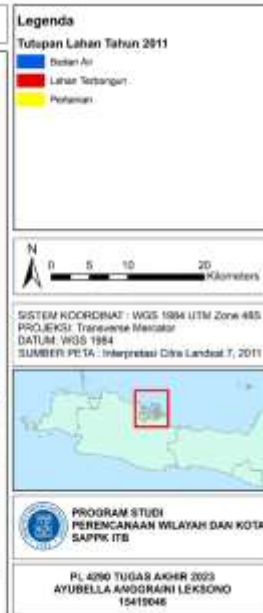 Legenda
Tutupan Lahan Tahun 2011
Badan Air
Lahan Terbangun
Pertanian
N
0 5 10 20
Kilometers
SISTEM KOORDINAT : WGS 1984 UTM Zone 48S
PROJEKSI: Transverse Mercator
DATUM: WGS 1984
SUMBER PETA : Interpretasi Citra Landsat 7, 2011
PROGRAM STUDI
PERENCANAAN WILAYAH DAN KOTA
SAPPK ITB
PL 4290 TUGAS AKHIR 2023
AYUBELLA ANGGRAINI LEKSONO
15419046